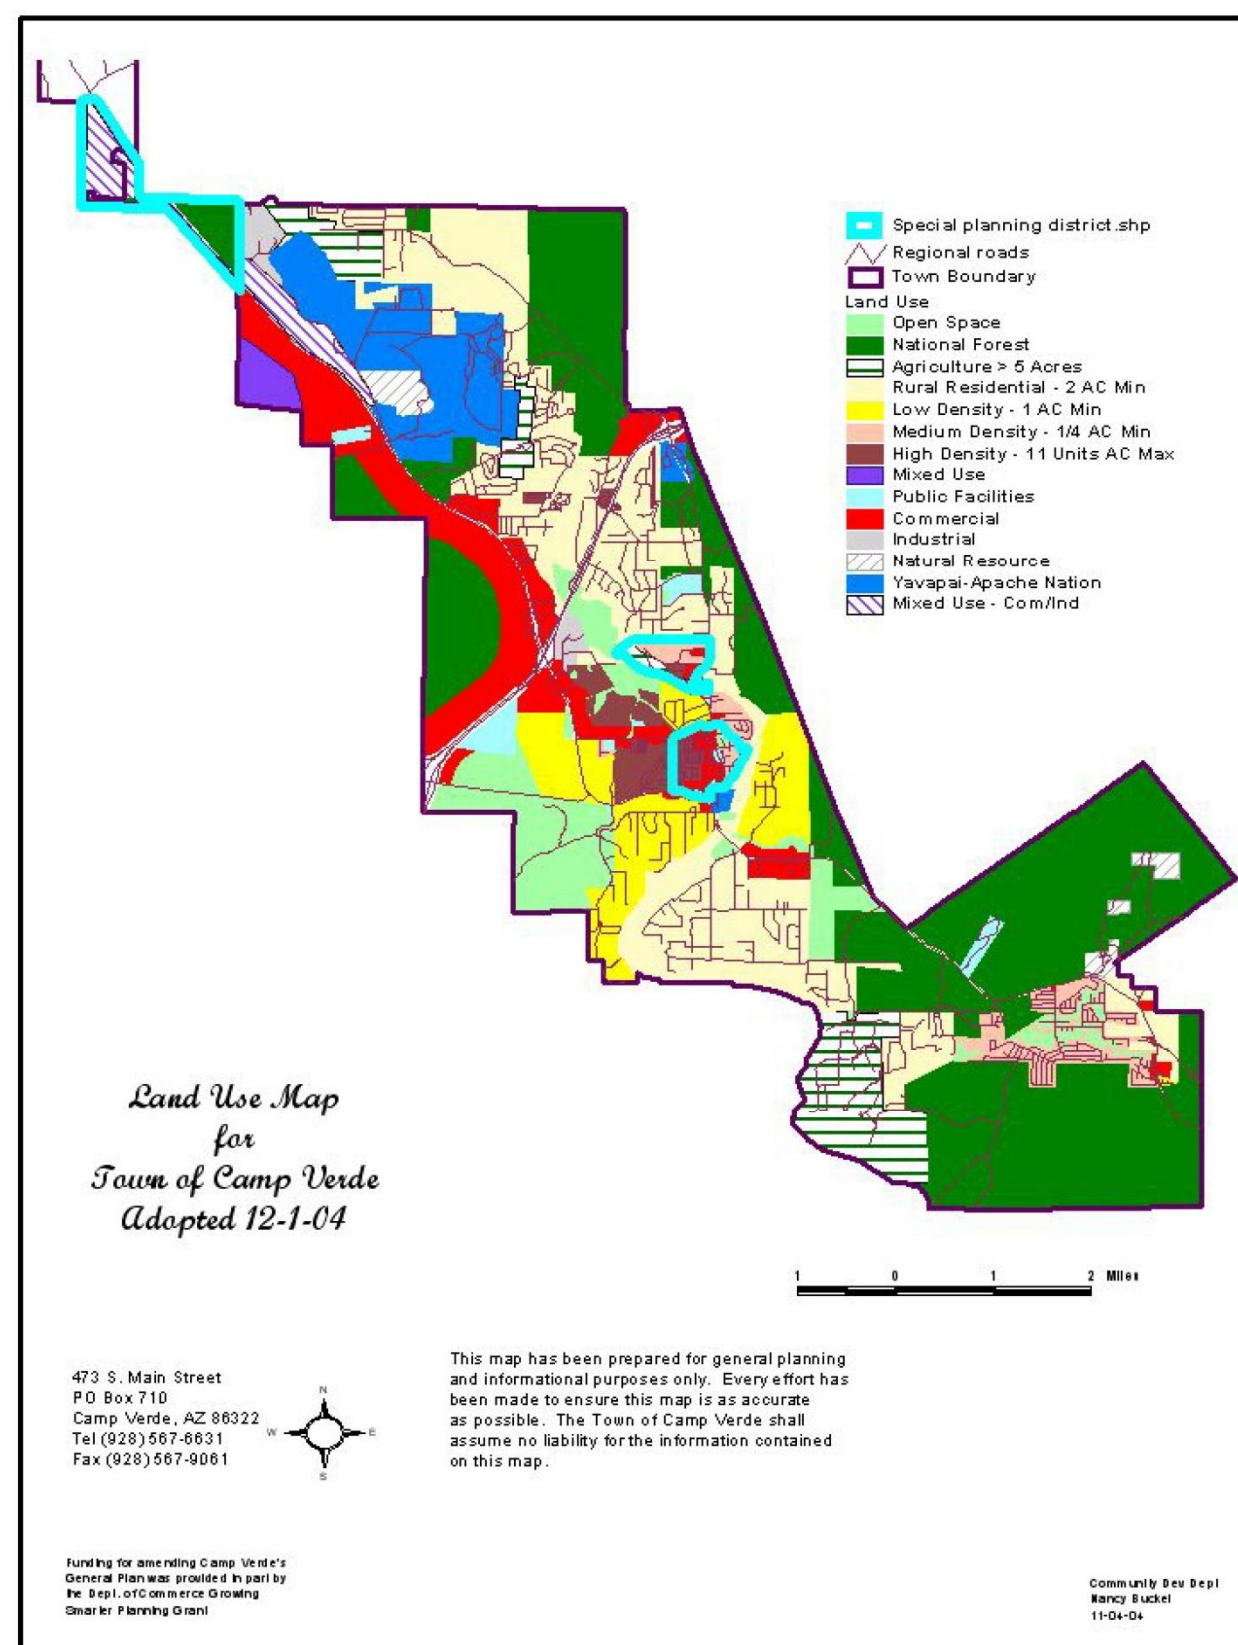 Special planning district.shp
Regional roads
Town Boundary
Land Use
Open Space
National Forest
Agriculture > 5 Acres
Rural Residential - 2 AC Min
Low Density - 1 AC Min
Medium Density - 1/4 AC Min
High Density - 11 Units AC Max
Mixed Use
Public Facilities
Commercial
Industrial
Natural Resource
Yavapai-Apache Nation
Mixed Use - Com/Ind
Land Use Map
for
Town of Camp Verde
Adopted 12-1-04
1 0 1 2 Miles
473 S. Main Street
PO Box 710
Camp Verde, AZ 86322
Tel (928) 567-6631
Fax (928) 567-9061
N
W E
S
This map has been prepared for general planning
and informational purposes only. Every effort has
been made to ensure this map is as accurate
as possible. The Town of Camp Verde shall
assume no liability for the information contained
on this map.
Funding for amending Camp Verde's
General Plan was provided in part by
the Dept. of Commerce Growing
Smarter Planning Grant
Community Dev Dept
Nancy Buckel
11-04-04